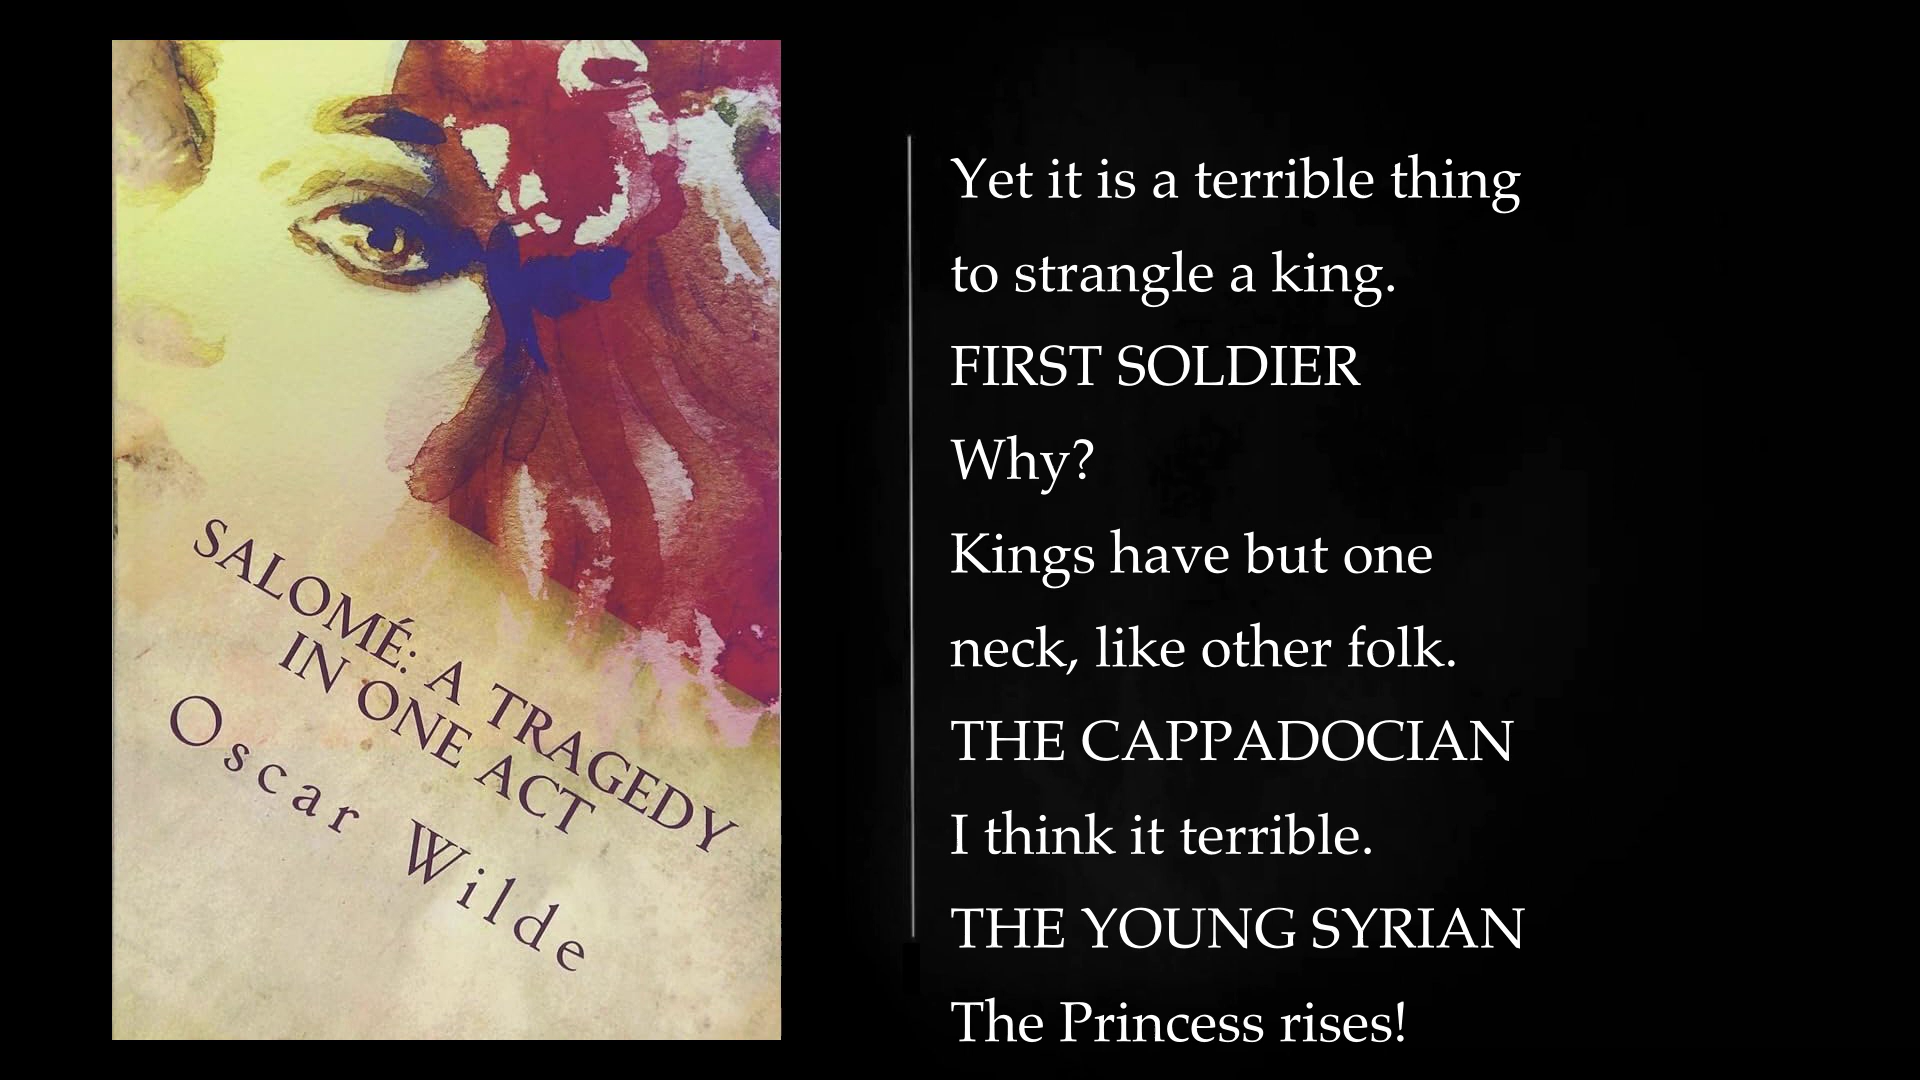 SALOMÉ: A TRAGEDY
IN ONE ACT
Oscar Wilde
Yet it is a terrible thing
to strangle a king.
FIRST SOLDIER
Why?
Kings have but one
neck, like other folk.
THE CAPPADOCIAN
I think it terrible.
THE YOUNG SYRIAN
The Princess rises!